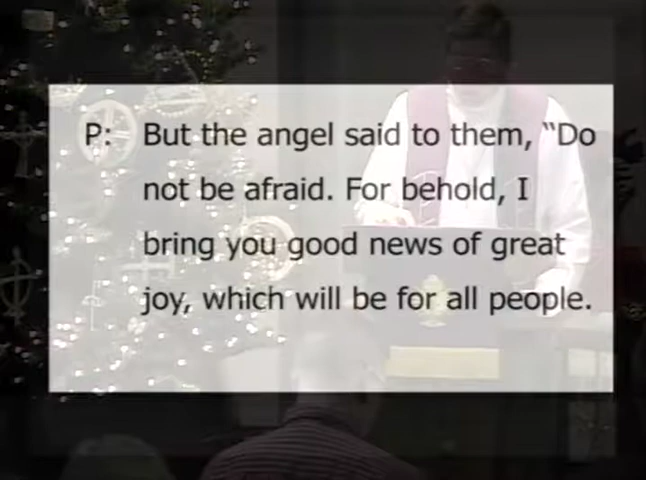 P: But the angel said to them, “Do
not be afraid. For behold, I
bring you good news of great
joy, which will be for all people.